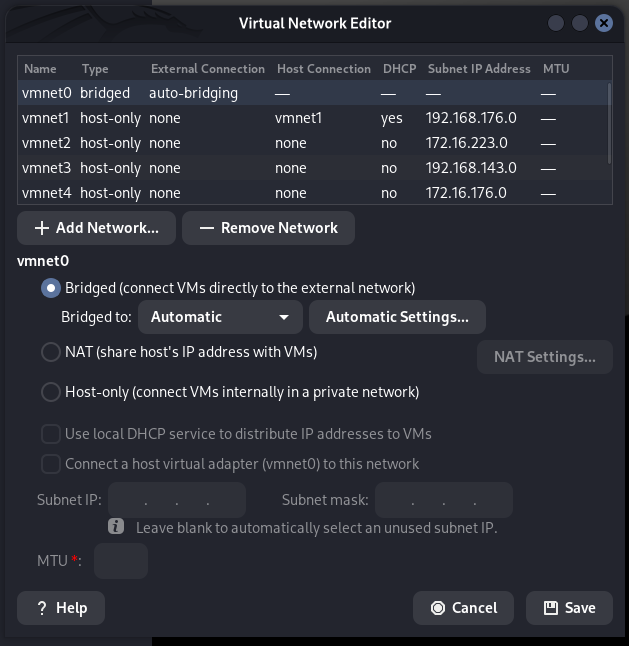 Virtual Network Editor
Name Type External Connection Host Connection DHCP Subnet IP Address MTU
vmnet0 bridged auto-bridging — — — —
vmnet1 host-only none vmnet1 yes 192.168.176.0 —
vmnet2 host-only none none no 172.16.223.0 —
vmnet3 host-only none none no 192.168.143.0 —
vmnet4 host-only none none no 172.16.176.0 —
Add Network... Remove Network
vmnet0
Bridged (connect VMs directly to the external network)
Bridged to: Automatic Automatic Settings...
NAT (share host's IP address with VMs)
NAT Settings...
Host-only (connect VMs internally in a private network)
Use local DHCP service to distribute IP addresses to VMs
Connect a host virtual adapter (vmnet0) to this network
Subnet IP: . . . Subnet mask: . . .
Leave blank to automatically select an unused subnet IP.
MTU *:
? Help Cancel Save